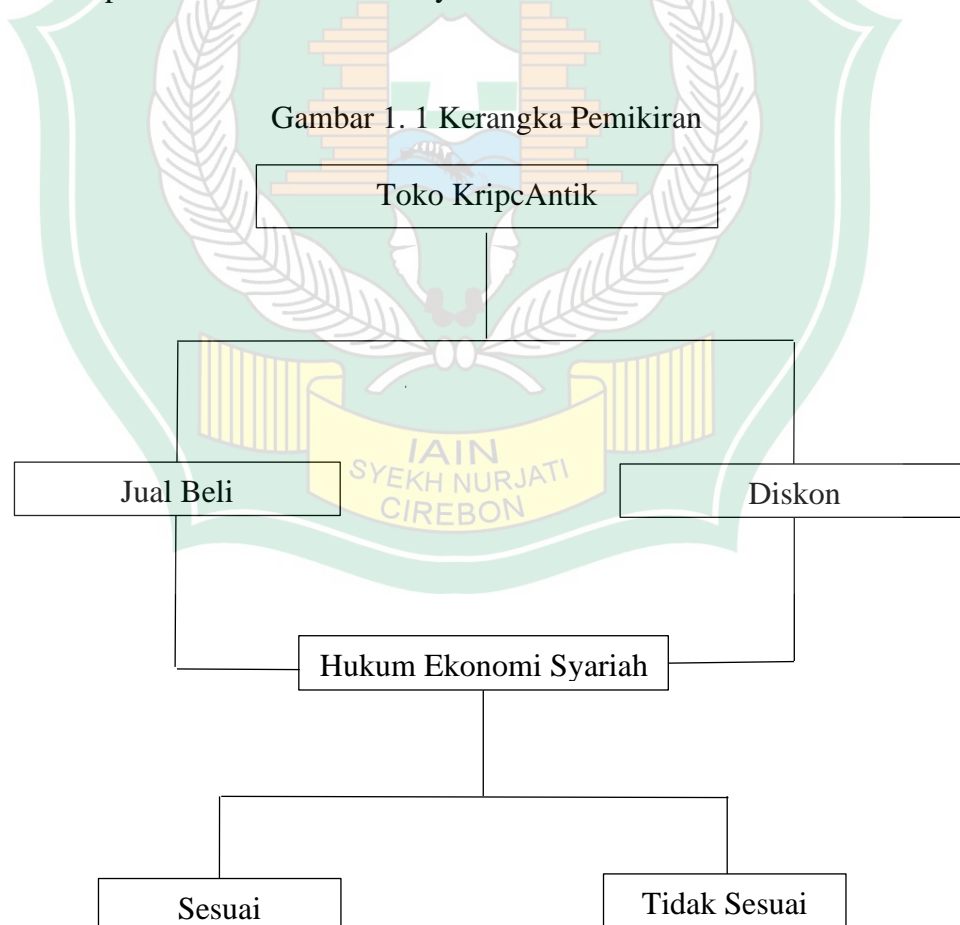 Gambar 1. 1 Kerangka Pemikiran
Toko KripcAntik
Jual Beli
Diskon
IAIN
SYEKH NURJATI
CIREBON
Hukum Ekonomi Syariah
Sesuai
Tidak Sesuai